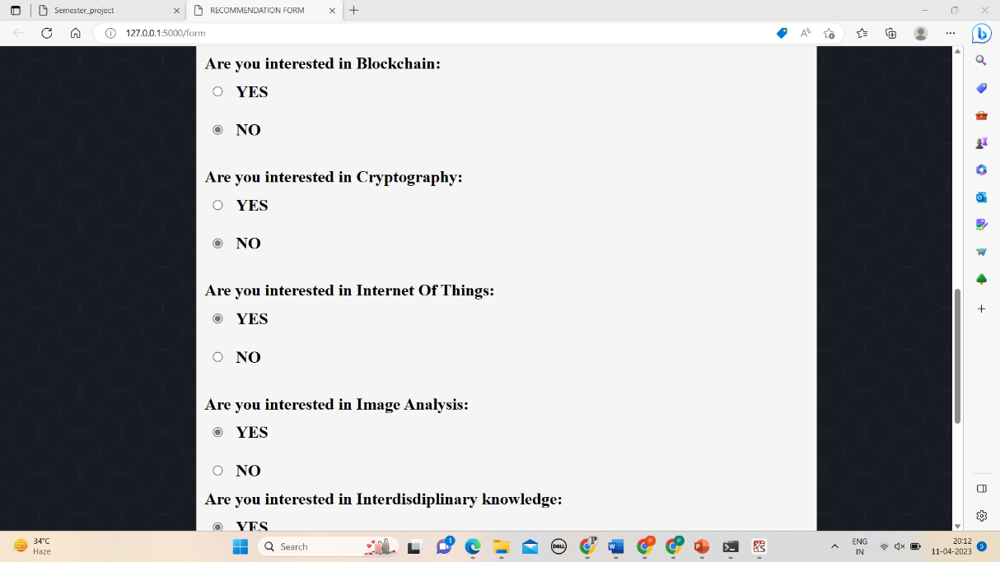 Semester_project
RECOMMENDATION FORM
127.0.0.1:5000/form
Are you interested in Blockchain:
YES
NO
Are you interested in Cryptography:
YES
NO
Are you interested in Internet Of Things:
YES
NO
Are you interested in Image Analysis:
YES
NO
Are you interested in Interdisdiplinary knowledge:
YES
34°C
Haze
Search
1
DELL
P
W
P
P
P
ENG
IN
20:12
11-04-2023
5